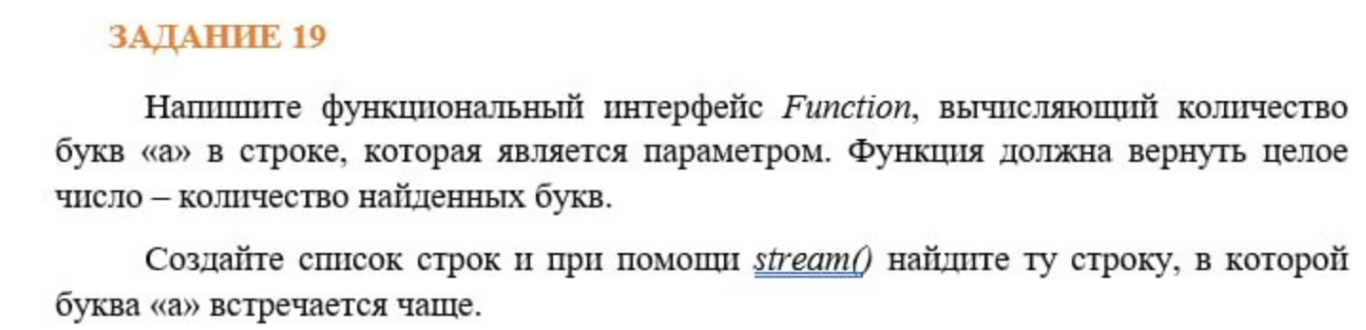 ЗАДАНИЕ 19
Напишите функциональный интерфейс Function, вычисляющий количество
букв «а» в строке, которая является параметром. Функция должна вернуть целое
число – количество найденных букв.
Создайте список строк и при помощи stream() найдите ту строку, в которой
буква «а» встречается чаще.